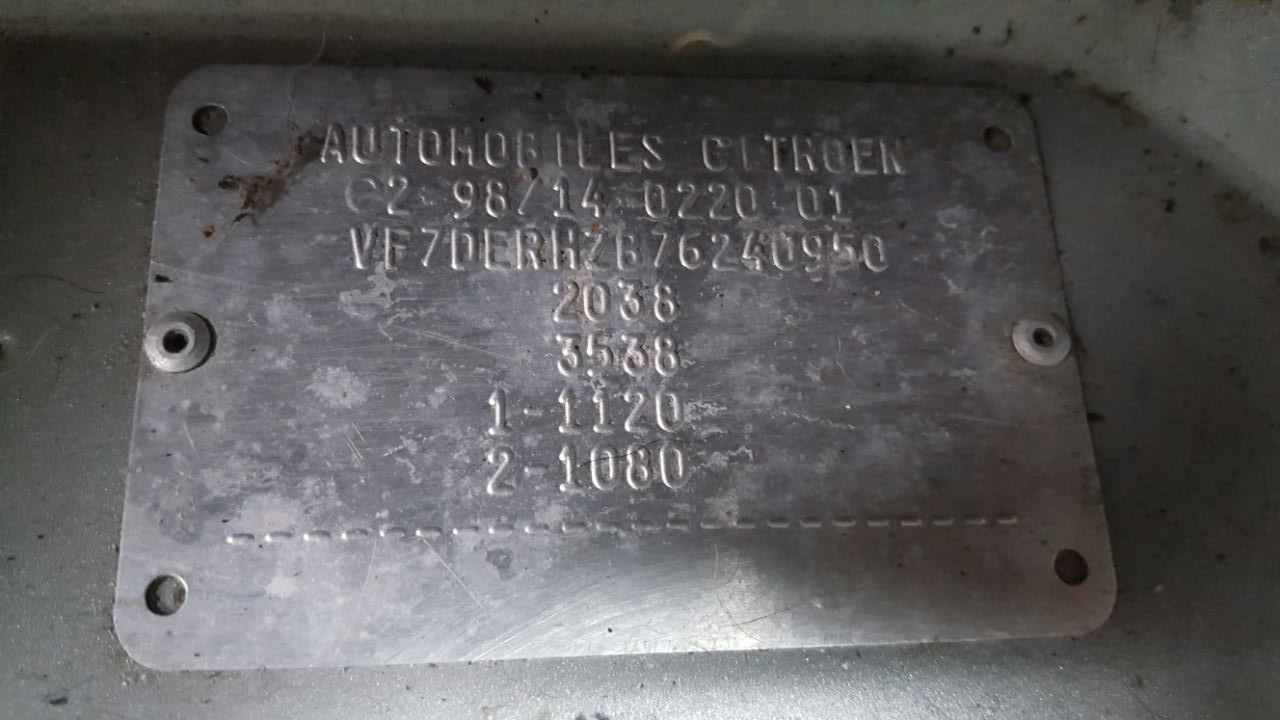 AUTOMOBILES CITROEN
e2*98/14*0220*01
VF7DERHZB76240950
2038
3538
1-1120
2-1080